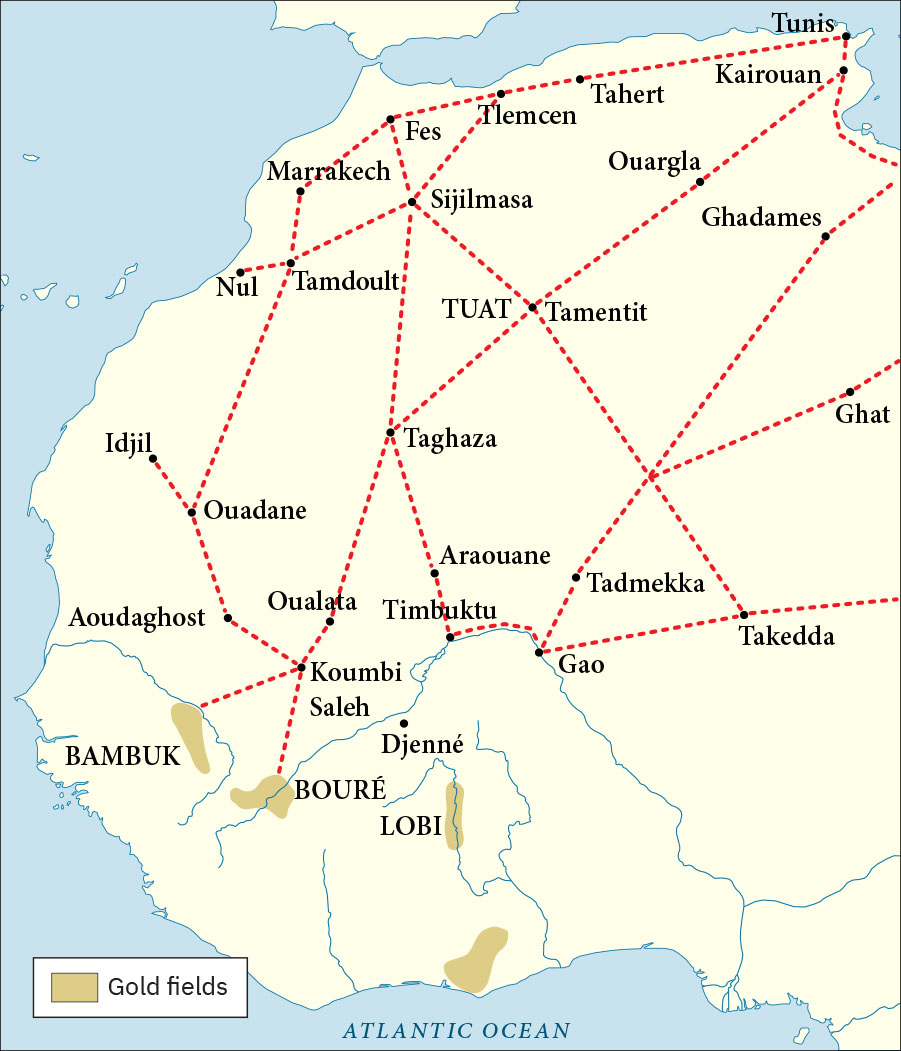 Tunis
Kairouan
Tahert
Tlemcen
Fes
Ouargla
Marrakech
Sijilmasa
Ghadames
Nul
Tamdoult
TUAT
Tamentit
Ghat
Idjil
Taghaza
Ouadane
Araouane
Tadmekka
Oualata
Timbuktu
Aoudaghost
Takedda
Gao
Koumbi
Saleh
Djenné
BAMBUK
BOURÉ
LOBI
Gold fields
ATLANTIC OCEAN